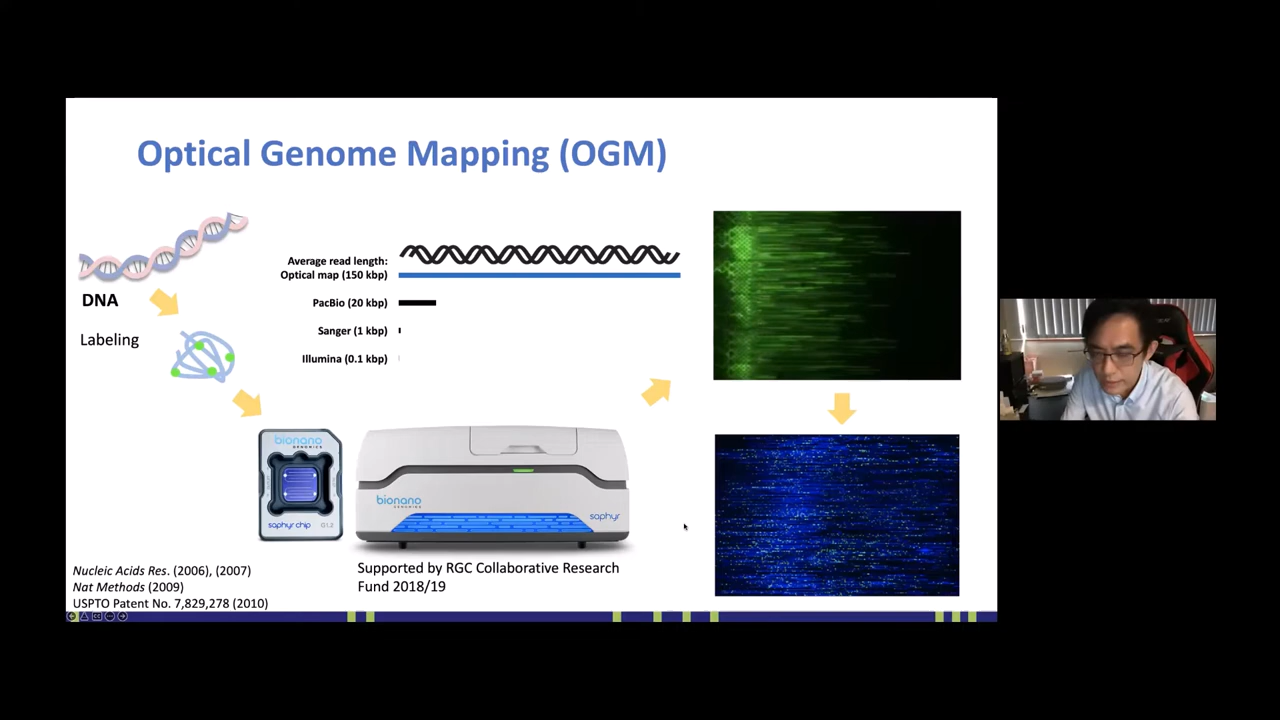 Optical Genome Mapping (OGM)
DNA
Labeling
Average read length:
Optical map (150 kbp)
PacBio (20 kbp)
Sanger (1 kbp)
Illumina (0.1 kbp)
bionano
GENOMICS
saphyr chip G1.2
bionano
GENOMICS
saphyr
Nucleic Acids Res. (2006), (2007)
Nat Methods (2009)
USPTO Patent No. 7,829,278 (2010)
Supported by RGC Collaborative Research
Fund 2018/19